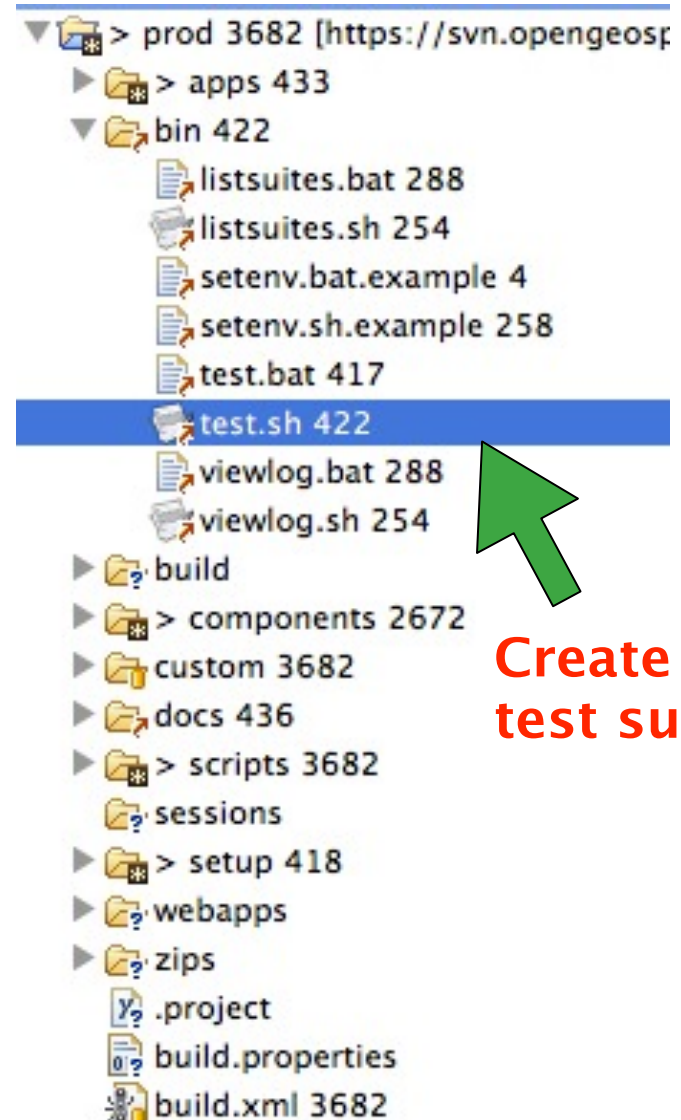 > prod 3682 [https://svn.opengeosp
> apps 433
bin 422
listsuites.bat 288
listsuites.sh 254
setenv.bat.example 4
setenv.sh.example 258
test.bat 417
test.sh 422
viewlog.bat 288
viewlog.sh 254
build
> components 2672
custom 3682
docs 436
> scripts 3682
sessions
> setup 418
webapps
zips
.project
build.properties
build.xml 3682
Create
test su